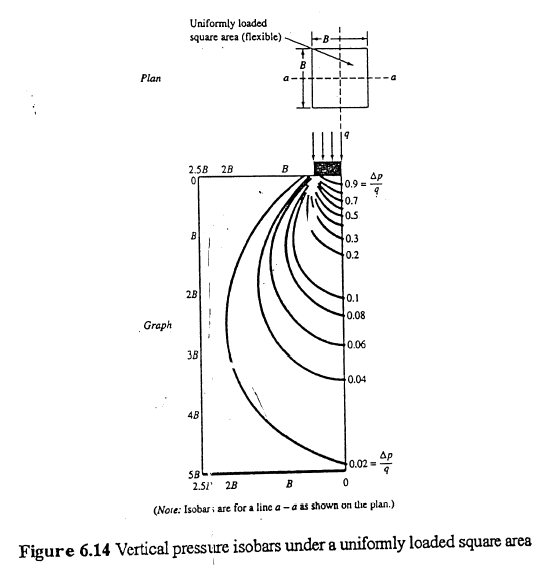 Uniformly loaded
square area (flexible)
B
B
Plan
a
a
q
2.5B 2B B
0
0.9 = Δp/q
0.7
0.5
0.3
0.2
0.1
0.08
0.06
0.04
0.02 = Δp/q
B
2B
Graph
3B
4B
5B
2B B 0
(Note: Isobars are for a line a – a as shown on the plan.)
Figure 6.14 Vertical pressure isobars under a uniformly loaded square area